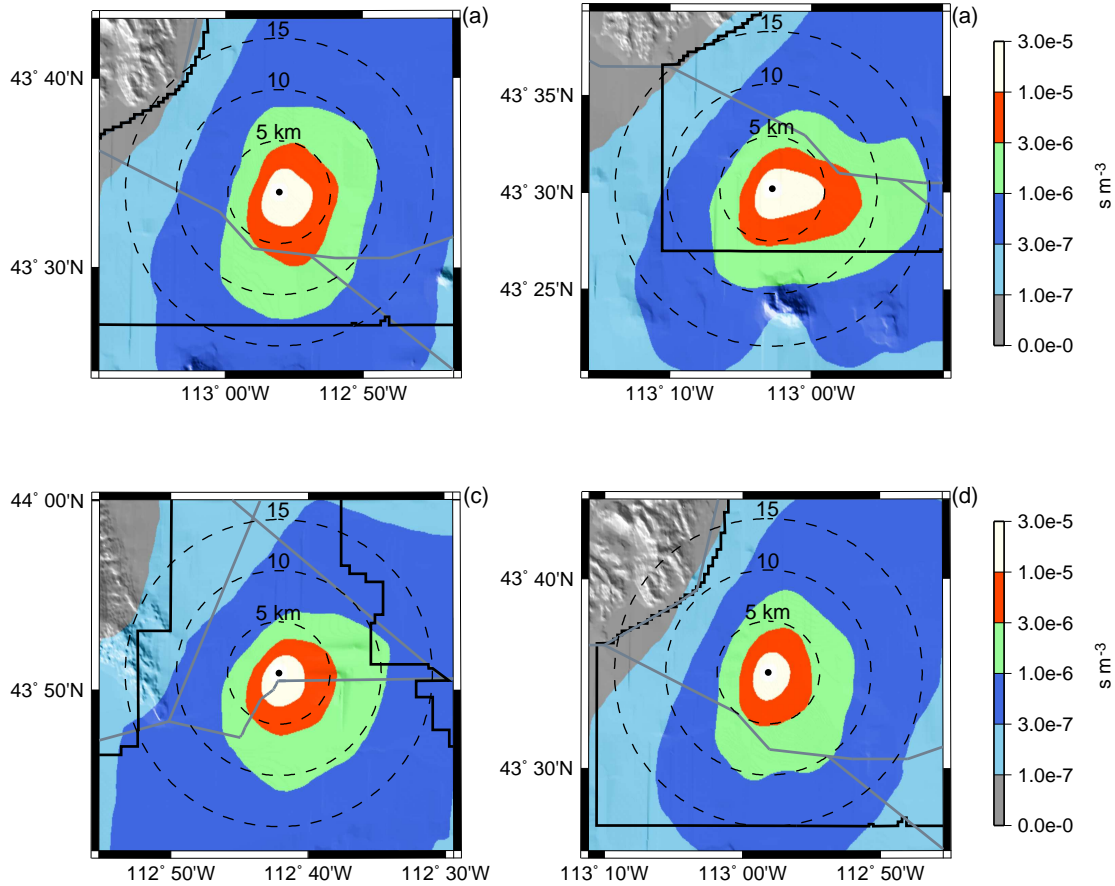 (a)
15
10
5 km
43° 40'N
43° 30'N
113° 00'W
112° 50'W
(a)
15
10
5 km
43° 35'N
43° 30'N
43° 25'N
113° 10'W
113° 00'W
3.0e-5
1.0e-5
3.0e-6
1.0e-6
3.0e-7
1.0e-7
0.0e-0
s m-3
(c)
15
10
5 km
44° 00'N
43° 50'N
112° 50'W
112° 40'W
112° 30'W
(d)
15
10
5 km
43° 40'N
43° 30'N
113° 10'W
113° 00'W
112° 50'W
3.0e-5
1.0e-5
3.0e-6
1.0e-6
3.0e-7
1.0e-7
0.0e-0
s m-3